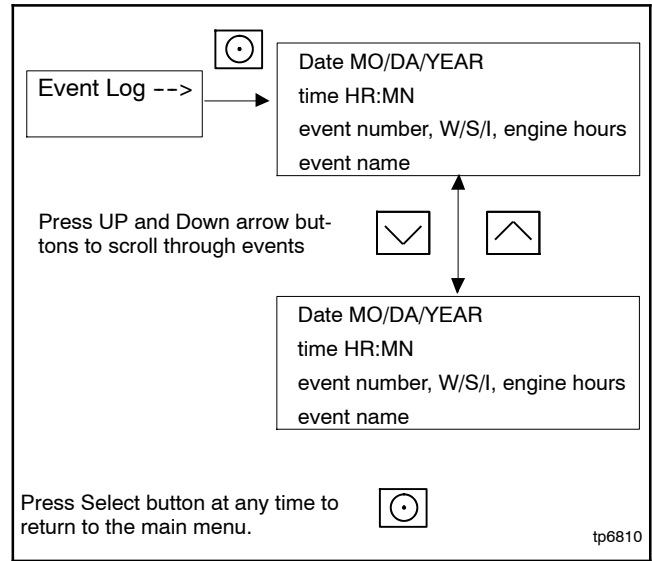 Event Log -->
Date MO/DA/YEAR
time HR:MN
event number, W/S/I, engine hours
event name
Press UP and Down arrow but-
tons to scroll through events
Date MO/DA/YEAR
time HR:MN
event number, W/S/I, engine hours
event name
Press Select button at any time to
return to the main menu.
tp6810